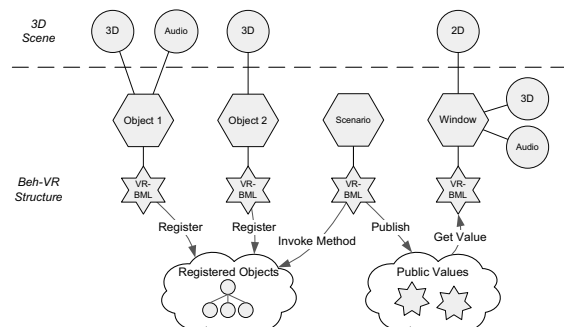 3D
Scene
3D
Audio
3D
2D
Object 1
Object 2
Scenario
Window
3D
Audio
Beh-VR
Structure
VR-
BML
VR-
BML
VR-
BML
VR-
BML
Register
Register
Invoke Method
Publish
Get Value
Registered Objects
Public Values